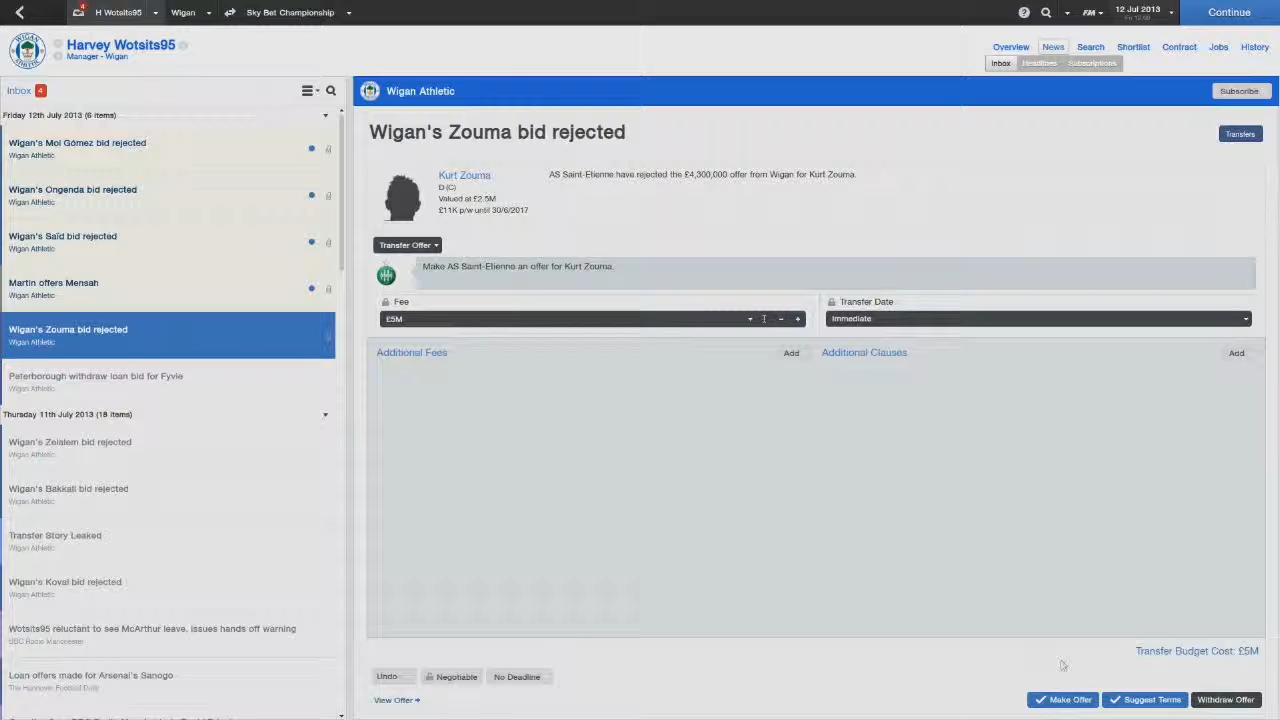 4
H Wotsits95
Wigan
Sky Bet Championship
FM
12 Jul 2013
Fri 12:00
Continue
Harvey Wotsits95
Manager - Wigan
Overview
News
Search
Shortlist
Contract
Jobs
History
Inbox
Headlines
Subscriptions
Inbox 4
Friday 12th July 2013 (6 items)
Wigan's Moi Gómez bid rejected
Wigan Athletic
Wigan's Ongenda bid rejected
Wigan Athletic
Wigan's Saïd bid rejected
Wigan Athletic
Martin offers Mensah
Wigan Athletic
Wigan's Zouma bid rejected
Wigan Athletic
Peterborough withdraw loan bid for Fyvie
Wigan Athletic
Thursday 11th July 2013 (18 items)
Wigan's Zelalem bid rejected
Wigan Athletic
Wigan's Bakkali bid rejected
Wigan Athletic
Transfer Story Leaked
Wigan Athletic
Wigan's Koval bid rejected
Wigan Athletic
Wotsits95 reluctant to see McArthur leave, issues hands off warning
BBC Radio Manchester
Loan offers made for Arsenal's Sanogo
The Hannover Football Daily
Wigan Athletic
Subscribe
Wigan's Zouma bid rejected
Transfers
Kurt Zouma
D (C)
Valued at £2.5M
£11K p/w until 30/6/2017
AS Saint-Etienne have rejected the £4,300,000 offer from Wigan for Kurt Zouma.
Transfer Offer
Make AS Saint-Etienne an offer for Kurt Zouma.
Fee
£5M
Transfer Date
Immediate
Additional Fees
Add
Additional Clauses
Add
Transfer Budget Cost: £5M
Undo
Negotiable
No Deadline
View Offer
Make Offer
Suggest Terms
Withdraw Offer